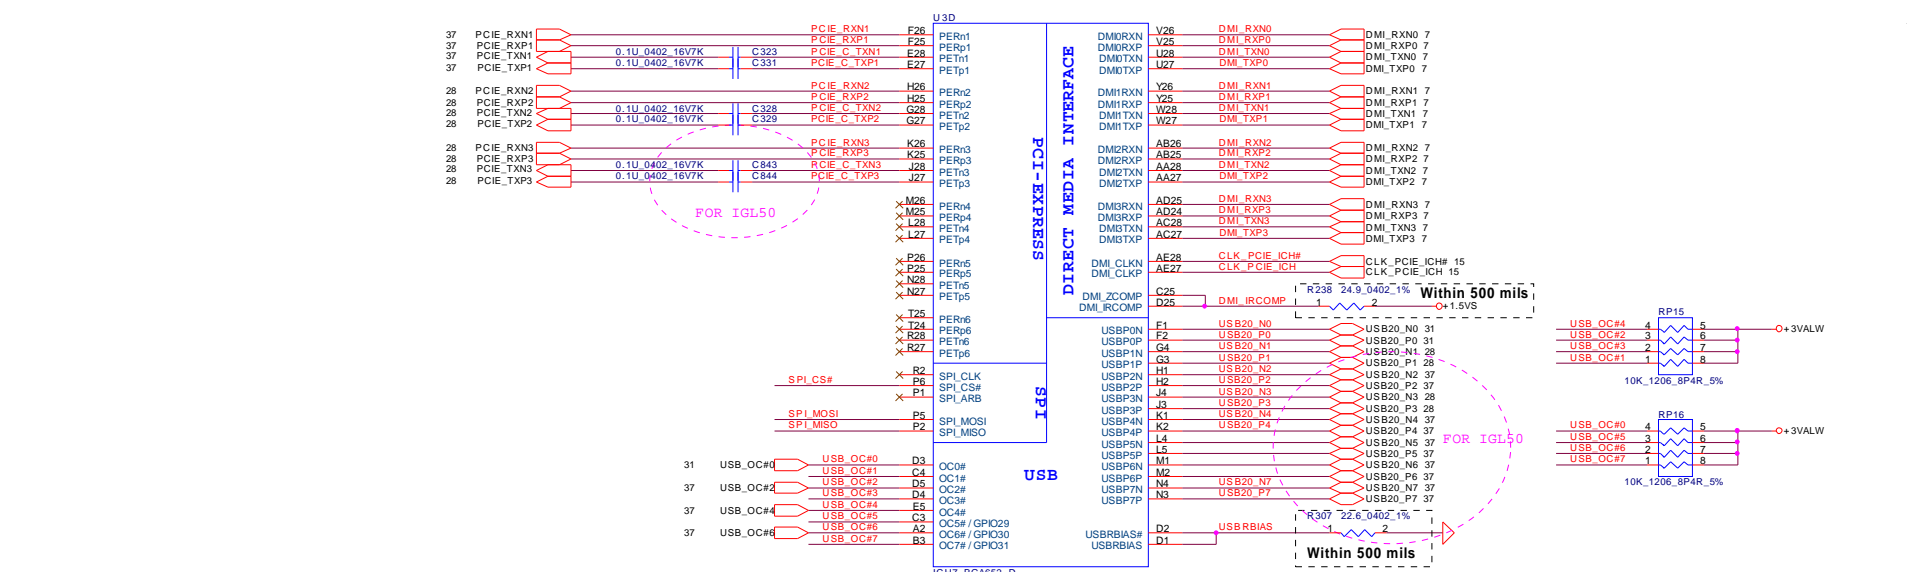 U3D
37 PCIE_RXN1 PCIE_RXN1 F26 PERn1 V26 DMI0RXN DMI_RXN0 DMI_RXN0 7
37 PCIE_RXP1 PCIE_RXP1 F25 PERp1 DMI0RXP V25 DMI_RXP0 DMI_RXP0 7
37 PCIE_TXN1 0.1U_0402_16V7K C323 PCIE_C_TXN1 E28 PETn1 DMI0TXN U28 DMI_TXN0 DMI_TXN0 7
37 PCIE_TXP1 0.1U_0402_16V7K C331 PCIE_C_TXP1 E27 PETp1 DMI0TXP U27 DMI_TXP0 DMI_TXP0 7
28 PCIE_RXN2 PCIE_RXN2 H26 PERn2 DMI1RXN Y26 DMI_RXN1 DMI_RXN1 7
28 PCIE_RXP2 PCIE_RXP2 H25 PERp2 DMI1RXP Y25 DMI_RXP1 DMI_RXP1 7
28 PCIE_TXN2 0.1U_0402_16V7K C328 PCIE_C_TXN2 G28 PETn2 DMI1TXN W28 DMI_TXN1 DMI_TXN1 7
28 PCIE_TXP2 0.1U_0402_16V7K C329 PCIE_C_TXP2 G27 PETp2 DMI1TXP W27 DMI_TXP1 DMI_TXP1 7
28 PCIE_RXN3 PCIE_RXN3 K26 PERn3 DMI2RXN AB26 DMI_RXN2 DMI_RXN2 7
28 PCIE_RXP3 PCIE_RXP3 K25 PERp3 DMI2RXP AB25 DMI_RXP2 DMI_RXP2 7
28 PCIE_TXN3 0.1U_0402_16V7K C843 PCIE_C_TXN3 J28 PETn3 DMI2TXN AA28 DMI_TXN2 DMI_TXN2 7
28 PCIE_TXP3 0.1U_0402_16V7K C844 PCIE_C_TXP3 J27 PETp3 DMI2TXP AA27 DMI_TXP2 DMI_TXP2 7
FOR IGL50
M26 PERn4 DMI3RXN AD25 DMI_RXN3 DMI_RXN3 7
M25 PERp4 DMI3RXP AD24 DMI_RXP3 DMI_RXP3 7
L28 PETn4 DMI3TXN AC28 DMI_TXN3 DMI_TXN3 7
L27 PETp4 DMI3TXP AC27 DMI_TXP3 DMI_TXP3 7
P26 PERn5 DMI_CLKN AE28 CLK_PCIE_ICH# CLK_PCIE_ICH# 15
P25 PERp5 DMI_CLKP AE27 CLK_PCIE_ICH CLK_PCIE_ICH 15
N28 PETn5
N27 PETp5 DMI_ZCOMP C25
DMI_IRCOMP D25 DMI_IRCOMP
R238 24.9_0402_1% Within 500 mils
1 2 +1.5VS
T25 PERn6
T24 PERp6
R28 PETn6
R27 PETp6
PCI-EXPRESS
DIRECT MEDIA INTERFACE
USBP0N F1 USB20_N0 USB20_N0 31
USBP0P F2 USB20_P0 USB20_P0 31
USBP1N G4 USB20_N1 USB20_N1 28
USBP1P G3 USB20_P1 USB20_P1 28
USBP2N H1 USB20_N2 USB20_N2 37
USBP2P H2 USB20_P2 USB20_P2 37
USBP3N J4 USB20_N3 USB20_N3 28
USBP3P J3 USB20_P3 USB20_P3 28
USBP4N K1 USB20_N4 USB20_N4 37
USBP4P K2 USB20_P4 USB20_P4 37
USBP5N L4 USB20_N5 37
USBP5P L5 USB20_P5 37
USBP6N M1 USB20_N6 37
USBP6P M2 USB20_P6 37
USBP7N N4 USB20_N7 USB20_N7 37
USBP7P N3 USB20_P7 USB20_P7 37
FOR IGL50
R2 SPI_CLK
SPI_CS# P6 SPI_CS#
P1 SPI_ARB
SPI_MOSI P5 SPI_MOSI
SPI_MISO P2 SPI_MISO
SPI
USB
31 USB_OC#0 USB_OC#0 D3 OC0#
USB_OC#1 C4 OC1#
37 USB_OC#2 USB_OC#2 D5 OC2#
USB_OC#3 D4 OC3#
37 USB_OC#4 USB_OC#4 E5 OC4#
USB_OC#5 C3 OC5# / GPIO29
37 USB_OC#6 USB_OC#6 A2 OC6# / GPIO30
USB_OC#7 B3 OC7# / GPIO31
USBRBIAS# D2 USBRBIAS
USBRBIAS D1
R307 22.6_0402_1%
1 2
Within 500 mils
RP15
USB_OC#4 4 5 +3VALW
USB_OC#2 3 6
USB_OC#3 2 7
USB_OC#1 1 8
10K_1206_8P4R_5%
RP16
USB_OC#0 4 5 +3VALW
USB_OC#5 3 6
USB_OC#6 2 7
USB_OC#7 1 8
10K_1206_8P4R_5%